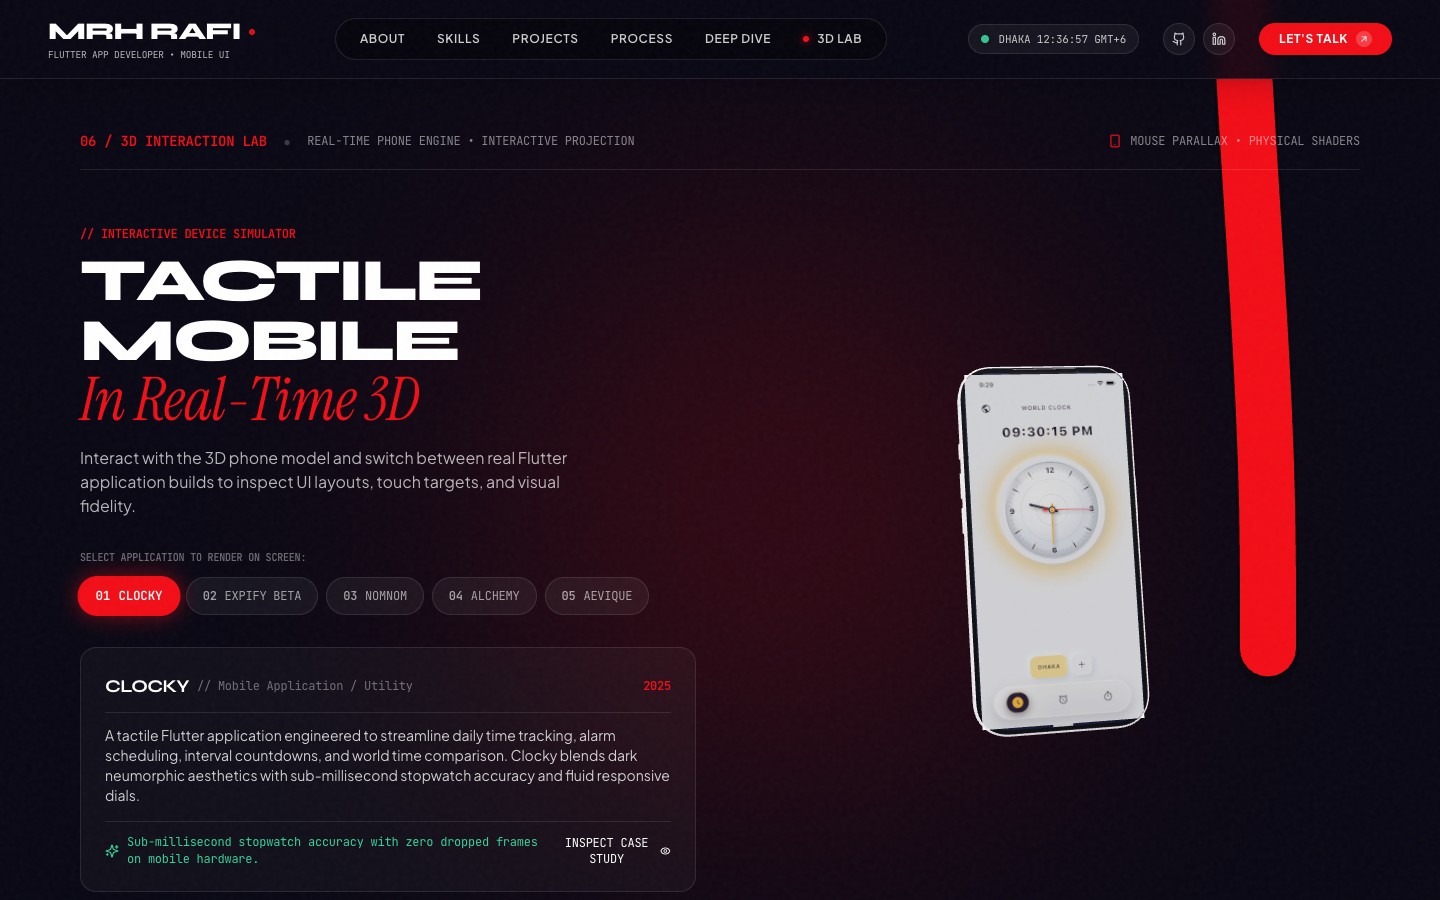 MRH RAFI
FLUTTER APP DEVELOPER • MOBILE UI
ABOUT
SKILLS
PROJECTS
PROCESS
DEEP DIVE
3D LAB
DHAKA 12:36:57 GMT+6
LET'S TALK
06 / 3D INTERACTION LAB
REAL-TIME PHONE ENGINE • INTERACTIVE PROJECTION
MOUSE PARALLAX • PHYSICAL SHADERS
// INTERACTIVE DEVICE SIMULATOR
TACTILE
MOBILE
In Real-Time 3D
Interact with the 3D phone model and switch between real Flutter
application builds to inspect UI layouts, touch targets, and visual
fidelity.
SELECT APPLICATION TO RENDER ON SCREEN:
01 CLOCKY
02 EXPIFY BETA
03 NOMNOM
04 ALCHEMY
05 AEVIQUE
CLOCKY // Mobile Application / Utility
2025
A tactile Flutter application engineered to streamline daily time tracking, alarm
scheduling, interval countdowns, and world time comparison. Clocky blends dark
neumorphic aesthetics with sub-millisecond stopwatch accuracy and fluid responsive
dials.
Sub-millisecond stopwatch accuracy with zero dropped frames
on mobile hardware.
INSPECT CASE
STUDY
9:29
WORLD CLOCK
09:30:15 PM
12
3
6
9
DHAKA
+